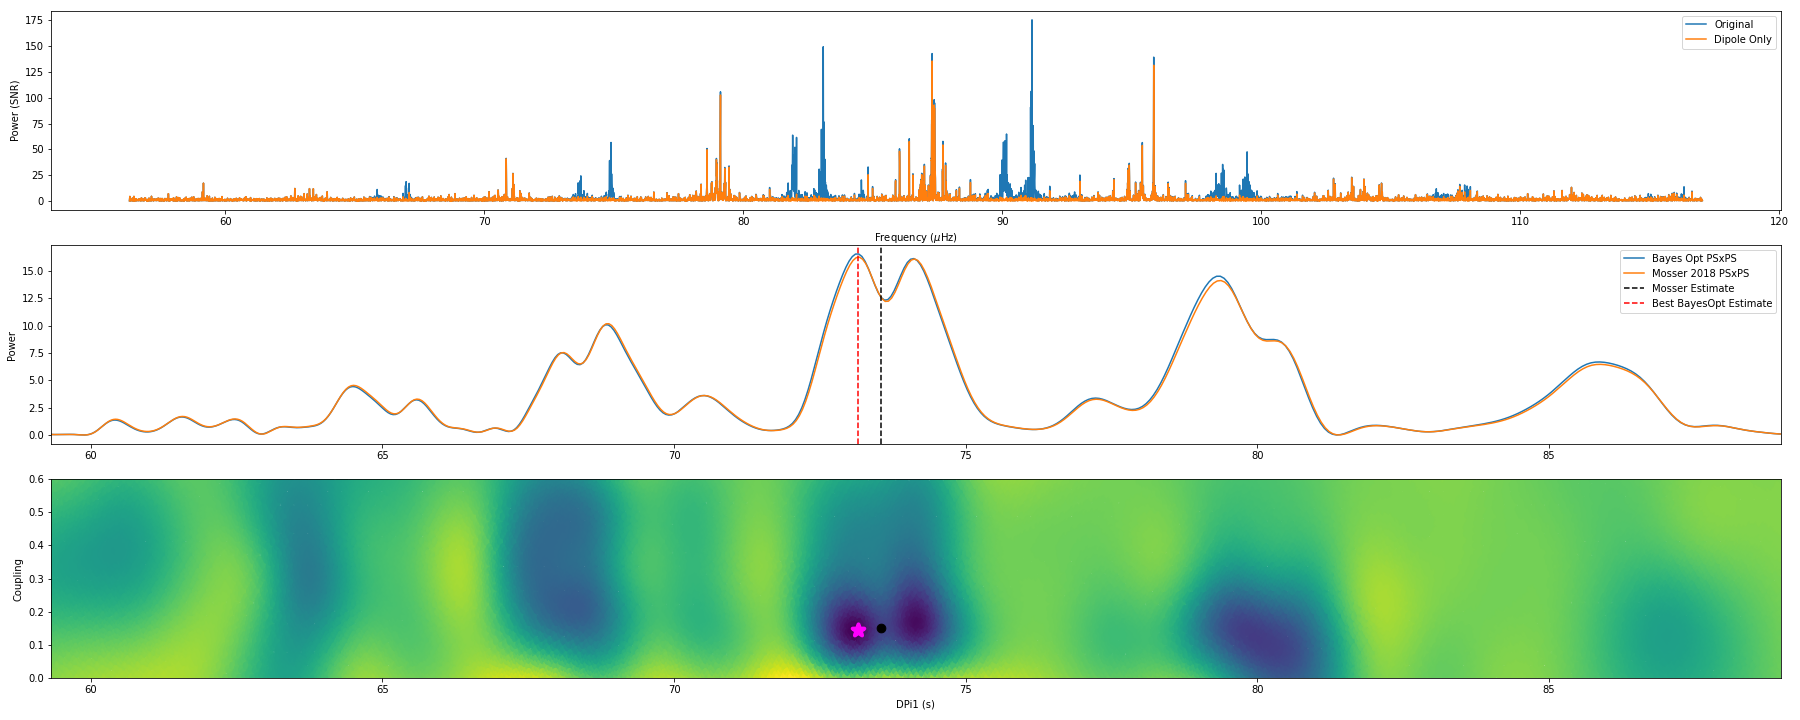 175
150
125
100
75
50
25
0
Power (SNR)
Original
Dipole Only
60 70 80 90 100 110 120
Frequency (μHz)
15.0
12.5
10.0
7.5
5.0
2.5
0.0
Power
Bayes Opt PSxPS
Mosser 2018 PSxPS
Mosser Estimate
Best BayesOpt Estimate
60 65 70 75 80 85
0.6
0.5
0.4
0.3
0.2
0.1
0.0
Coupling
60 65 70 75 80 85
DPi1 (s)